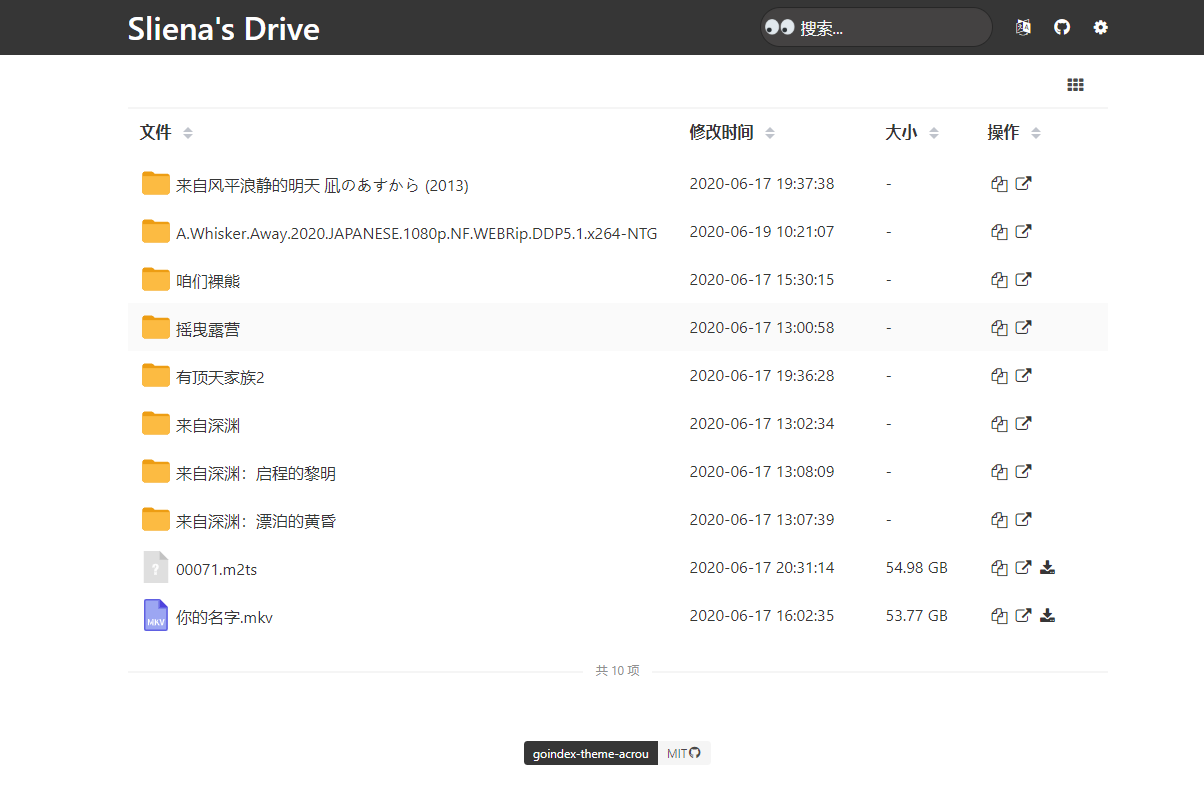 Sliena's Drive
搜索...
文件 修改时间 大小 操作
来自风平浪静的明天 凪のあすから (2013) 2020-06-17 19:37:38 -
A.Whisker.Away.2020.JAPANESE.1080p.NF.WEBRip.DDP5.1.x264-NTG 2020-06-19 10:21:07 -
咱们裸熊 2020-06-17 15:30:15 -
摇曳露营 2020-06-17 13:00:58 -
有顶天家族2 2020-06-17 19:36:28 -
来自深渊 2020-06-17 13:02:34 -
来自深渊：启程的黎明 2020-06-17 13:08:09 -
来自深渊：漂泊的黄昏 2020-06-17 13:07:39 -
? 00071.m2ts 2020-06-17 20:31:14 54.98 GB
MKV 你的名字.mkv 2020-06-17 16:02:35 53.77 GB
共 10 项
goindex-theme-acrou MIT